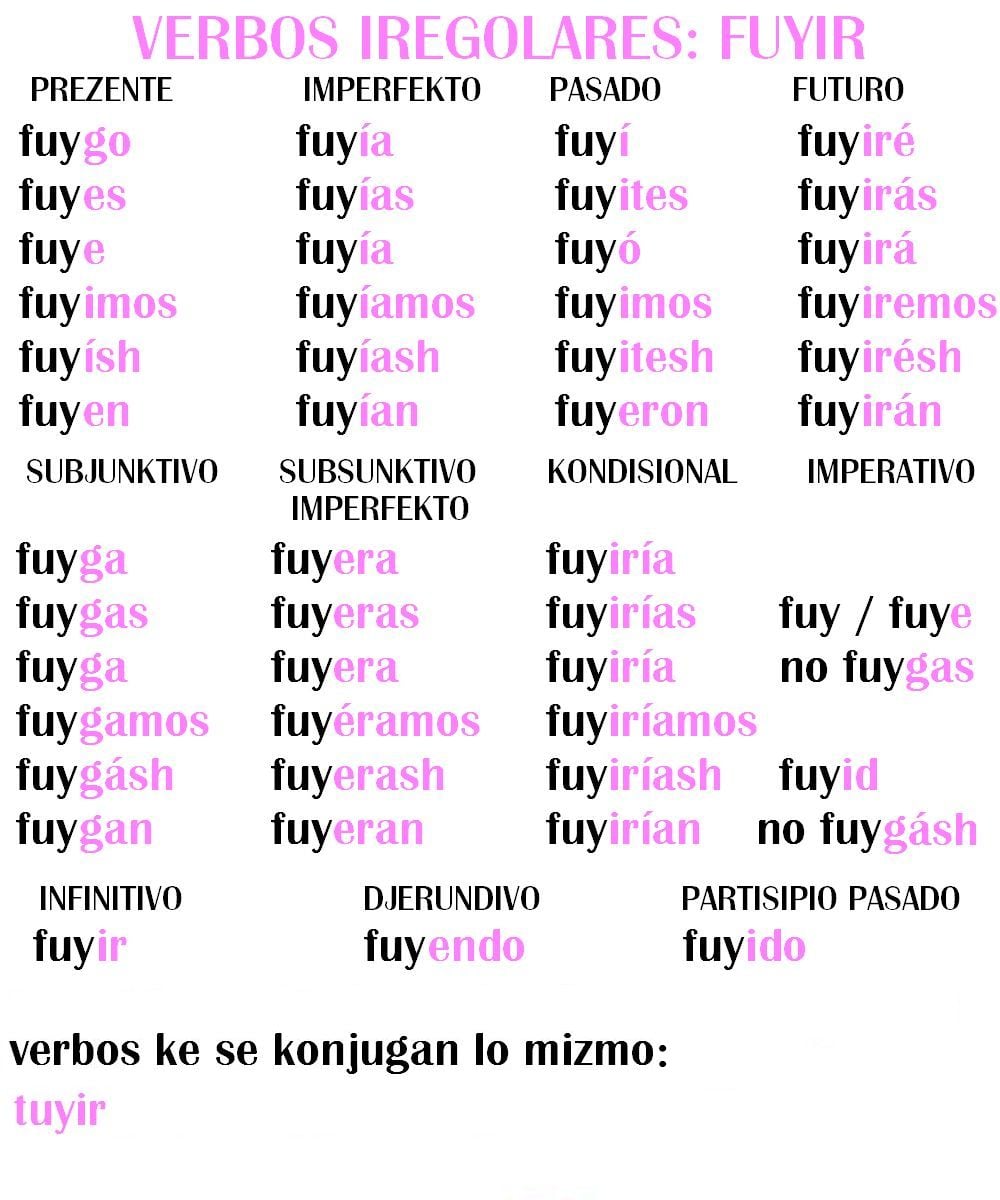 VERBOS IREGOLARES: FUYIR
PREZENTE IMPERFEKTO PASADO FUTURO
fuygo fuyía fuyí fuyiré
fuyes fuyías fuyites fuyirás
fuye fuyía fuyó fuyirá
fuyimos fuyíamos fuyimos fuyiremos
fuyísh fuyíash fuyitesh fuyirésh
fuyen fuyían fuyeron fuyirán
SUBJUNKTIVO SUBSUNKTIVO KONDISIONAL IMPERATIVO
IMPERFEKTO
fuyga fuyera fuyiría
fuygas fuyeras fuyirías fuy / fuye
fuyga fuyera fuyiría no fuygas
fuygamos fuyéramos fuyiríamos
fuygásh fuyerash fuyiríash fuyid
fuygan fuyeran fuyirían no fuygásh
INFINITIVO DJERUNDIVO PARTISIPIO PASADO
fuyir fuyendo fuyido
verbos ke se konjugan lo mizmo:
tuyir